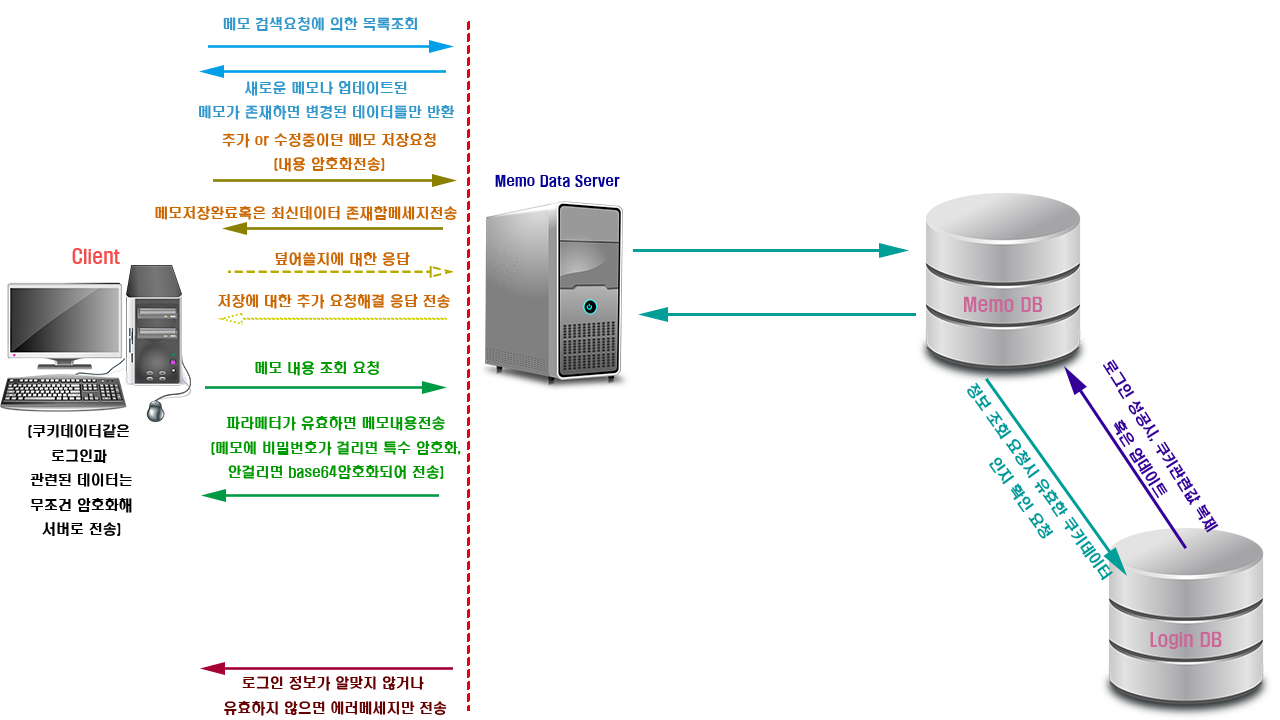 메모 검색요청에 의한 목록조회
새로운 메모나 업데이트된
메모가 존재하면 변경된 데이터들만 반환
추가 or 수정중이던 메모 저장요청
[내용 암호화전송]
메모저장완료혹은 최신데이터 존재함메세지전송
덮어쓸지에 대한 응답
저장에 대한 추가 요청해결 응답 전송
메모 내용 조회 요청
파라메터가 유효하면 메모내용전송
[메모에 비밀번호가 걸리면 특수 암호화,
안걸리면 base64암호화되어 전송]
로그인 정보가 알맞지 않거나
유효하지 않으면 에러메세지만 전송
Client
[쿠키데이터같은
로그인과
관련된 데이터는
무조건 암호화해
서버로 전송]
Memo Data Server
Memo DB
로그인 성공시, 쿠키관련값 복제
혹은 업데이트
정보 조회 요청시 유효한 쿠키데이터
인지 확인 요청
Login DB